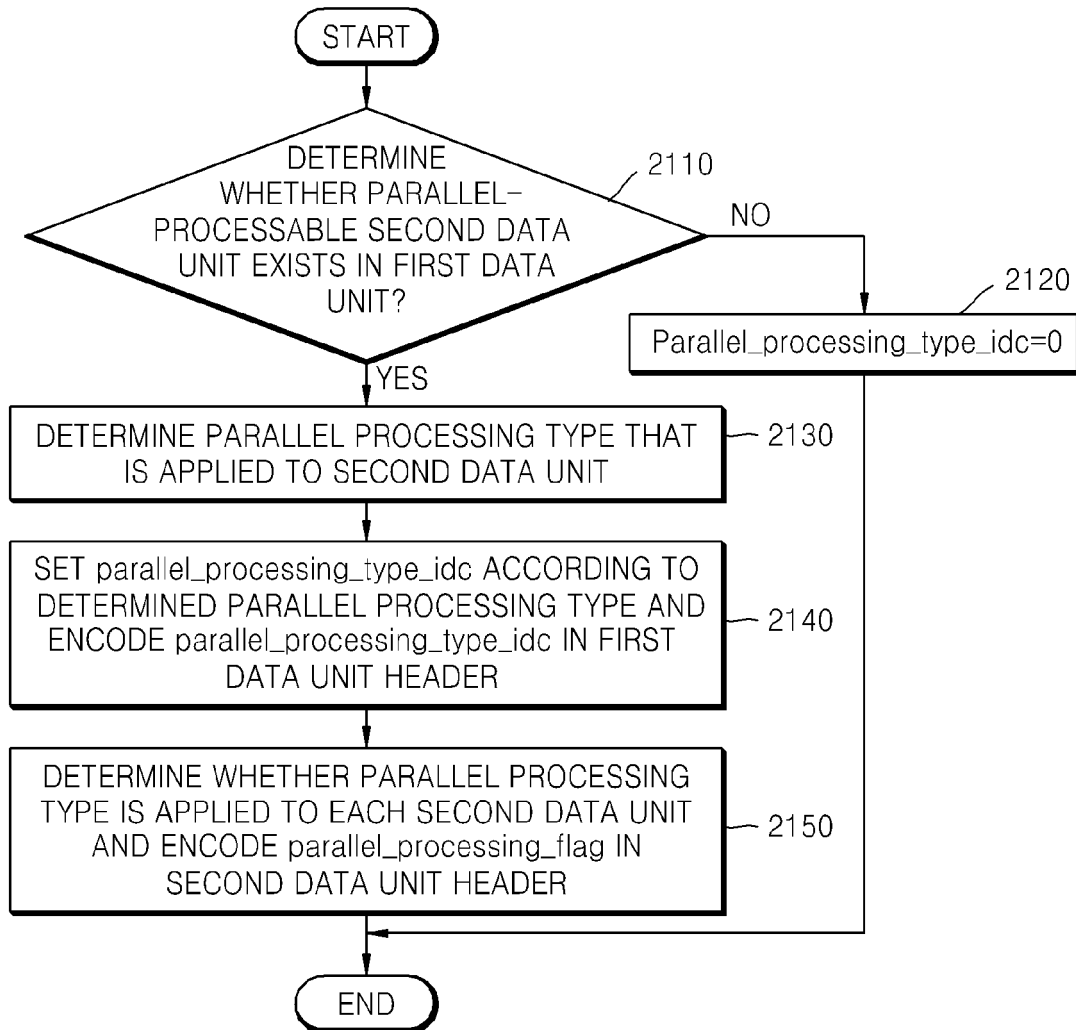 START
DETERMINE
WHETHER PARALLEL-
PROCESSABLE SECOND DATA
UNIT EXISTS IN FIRST DATA
UNIT?
2110
NO
2120
Parallel_processing_type_idc=0
YES
DETERMINE PARALLEL PROCESSING TYPE THAT
IS APPLIED TO SECOND DATA UNIT
2130
SET parallel_processing_type_idc ACCORDING TO
DETERMINED PARALLEL PROCESSING TYPE AND
ENCODE parallel_processing_type_idc IN FIRST
DATA UNIT HEADER
2140
DETERMINE WHETHER PARALLEL PROCESSING
TYPE IS APPLIED TO EACH SECOND DATA UNIT
AND ENCODE parallel_processing_flag IN
SECOND DATA UNIT HEADER
2150
END